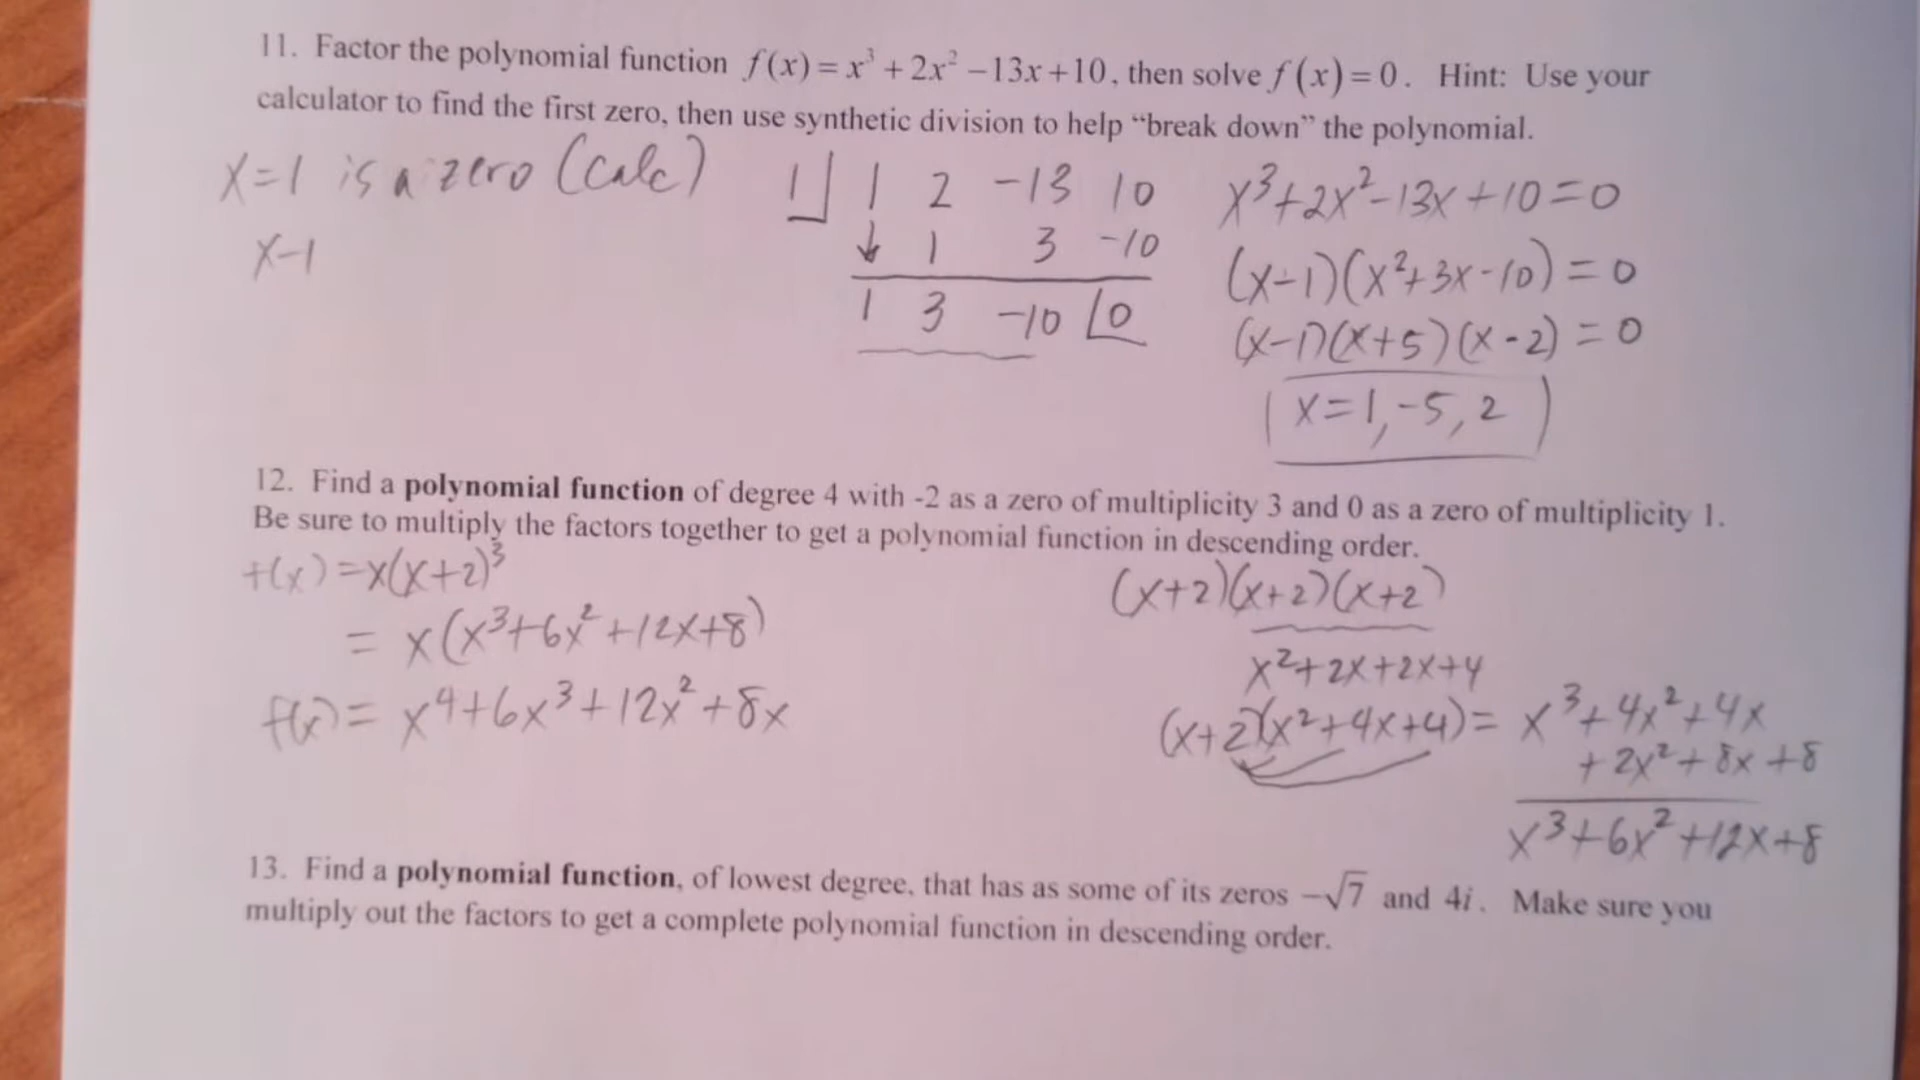 11. Factor the polynomial function f(x) = x³ + 2x² − 13x + 10, then solve f(x) = 0. Hint: Use your
calculator to find the first zero, then use synthetic division to help “break down” the polynomial.
x=1 is a zero (calc)
x-1
1⌋ 1 2 -13 10
↓ 1 3 -10
1 3 -10 ⌊0
x³+2x²-13x+10=0
(x-1)(x²+3x-10)=0
(x-1)(x+5)(x-2)=0
x=1,-5,2
12. Find a polynomial function of degree 4 with -2 as a zero of multiplicity 3 and 0 as a zero of multiplicity 1.
Be sure to multiply the factors together to get a polynomial function in descending order.
f(x)=x(x+2)³
= x(x³+6x²+12x+8)
f(x)= x⁴+6x³+12x²+8x
(x+2)(x+2)(x+2)
x²+2x+2x+4
(x+2)(x²+4x+4)= x³+4x²+4x
+2x²+8x+8
x³+6x²+12x+8
13. Find a polynomial function, of lowest degree, that has as some of its zeros −√7 and 4i. Make sure you
multiply out the factors to get a complete polynomial function in descending order.